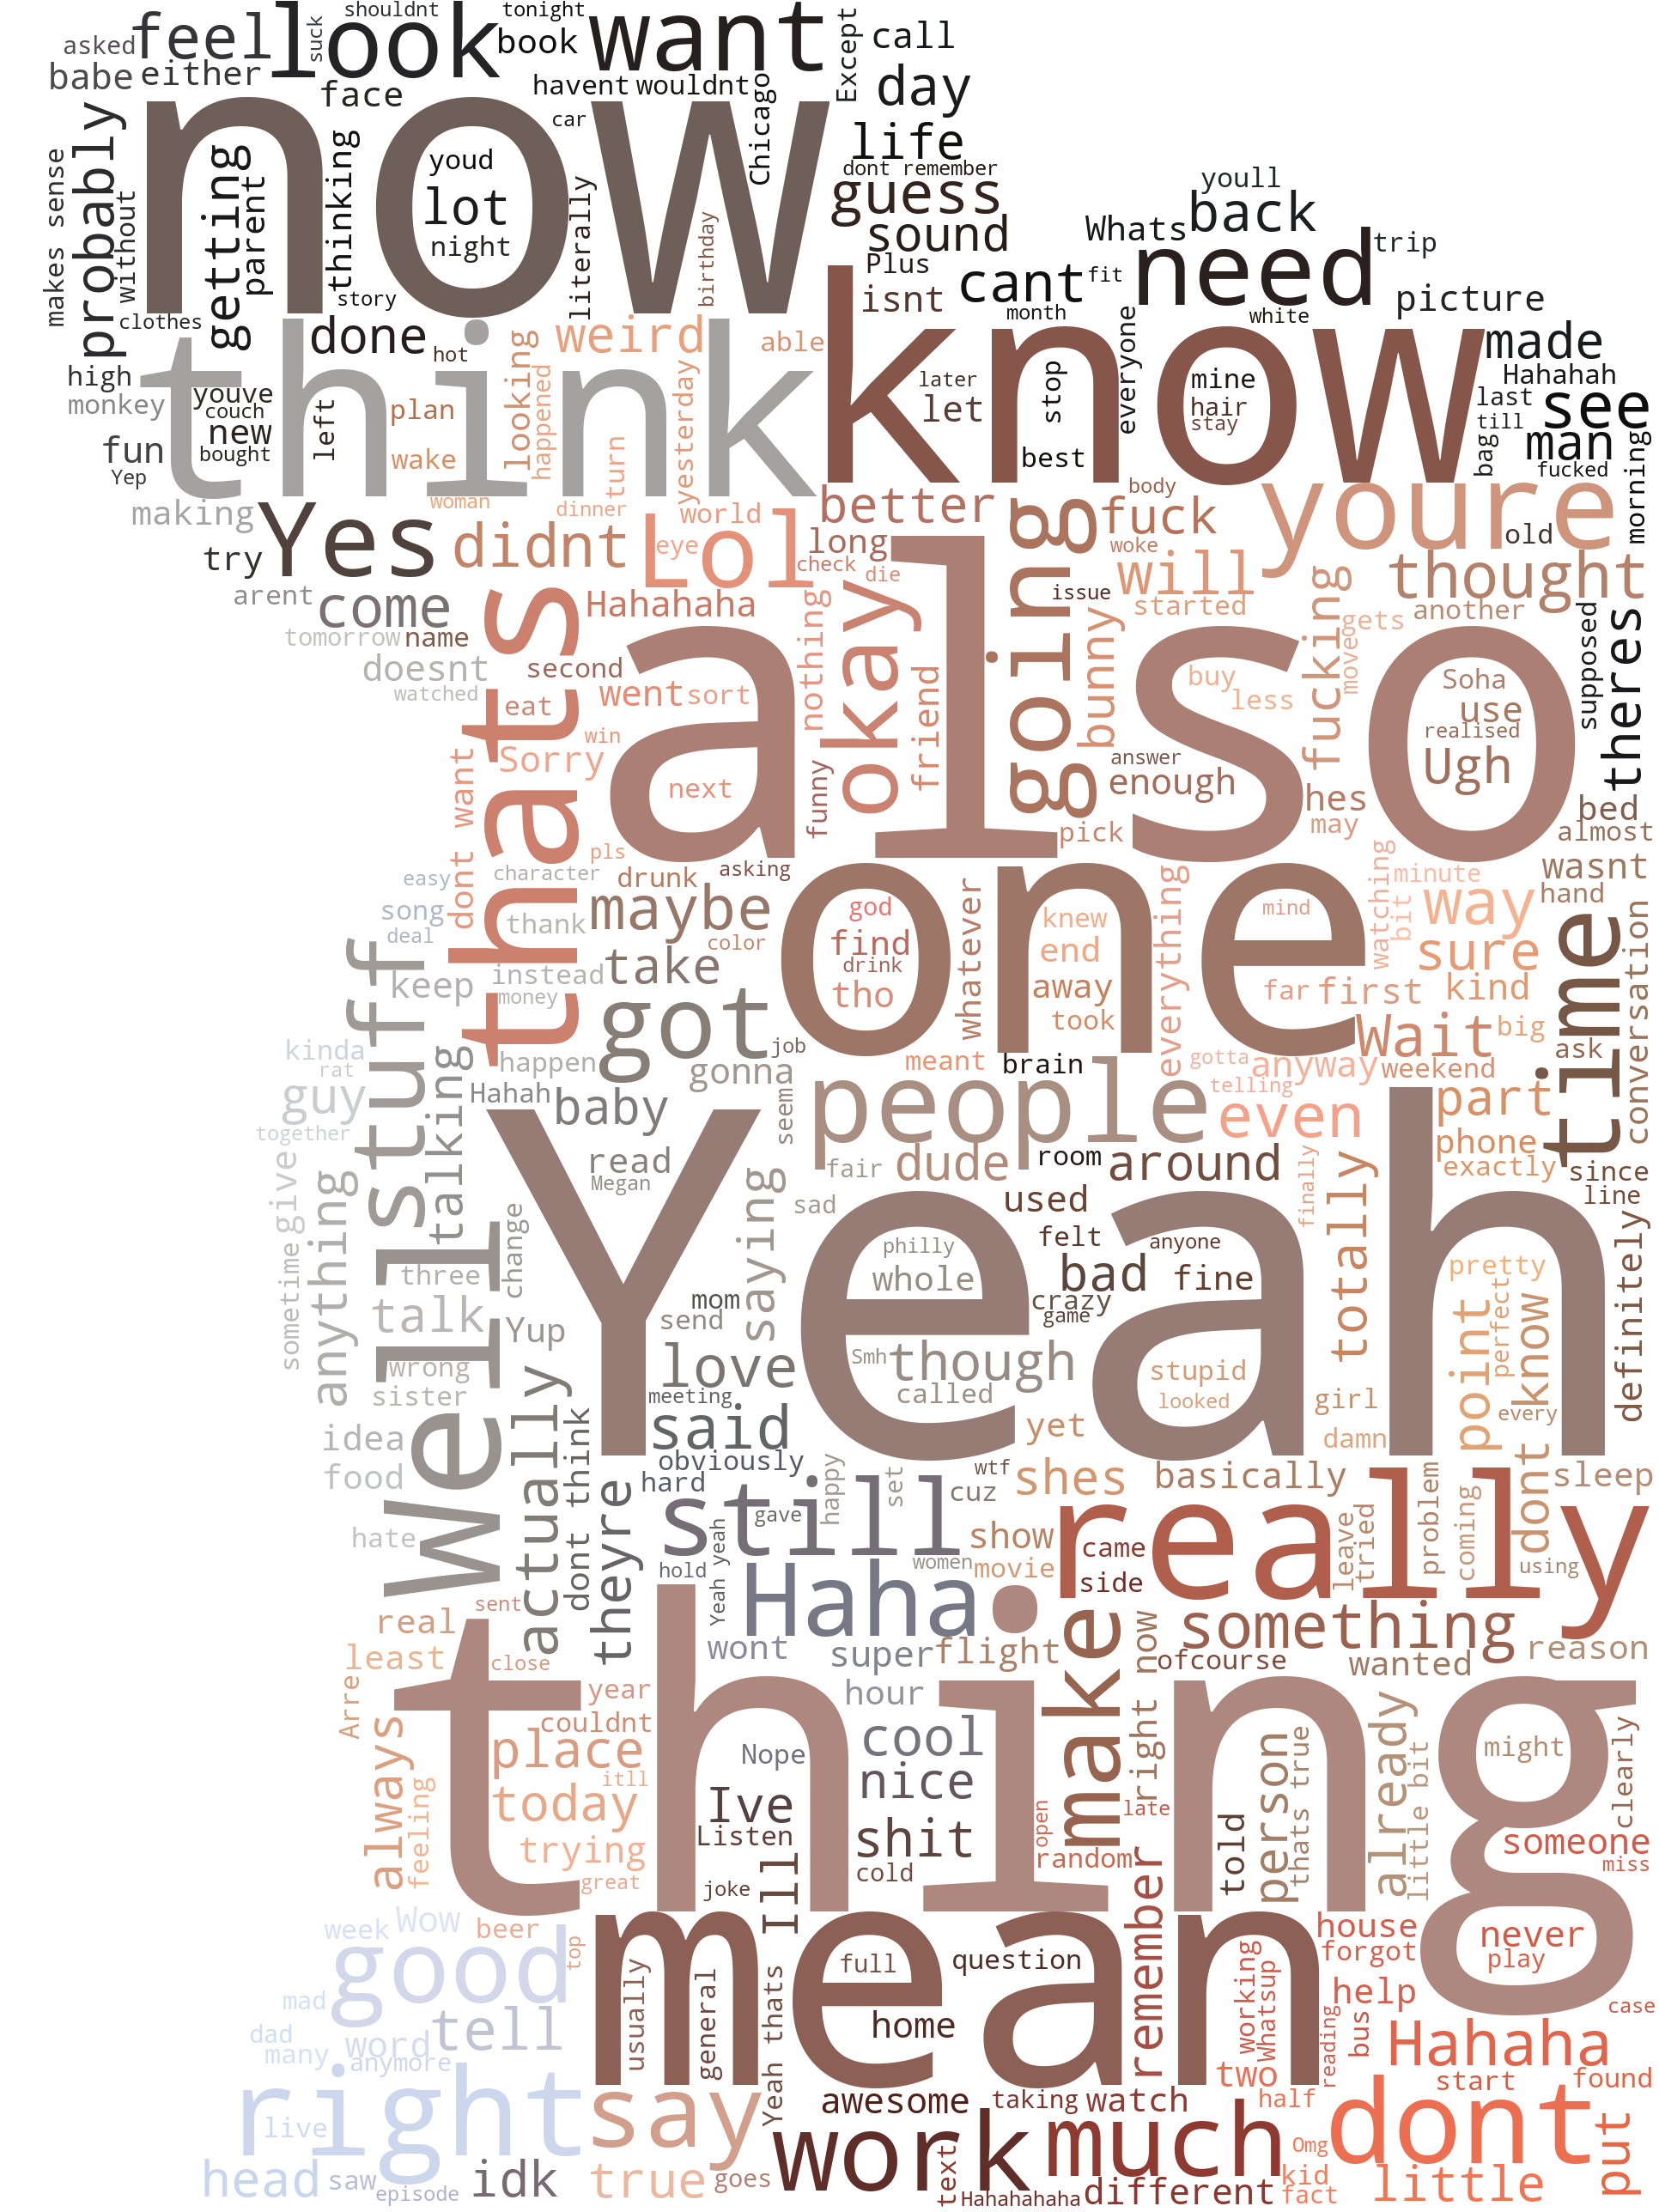 shouldnt tonight
asked feel suck look book want Except call
babe either face havent wouldnt day
now car Chicago life
probably getting parent thinking youd lot night literally birthday dont remember
makes sense without story guess sound
clothes Plus isnt cant fit Whats youll back trip
need picture
think done hot weird able know month white everyone made
high youve couch new bought left plan wake looking happened yesterday turn
monkey later let stop mine hair stay Hahahah last till see
fun Yep best bag man fucked morning
making woman dinner world better body youre
Yes didnt Lol eye long going fuck woke old
try check die will thought
arent come Hahahaha okay issue started fucking another
tomorrow name thats also nothing friend bunny moved gets supposed theres
doesnt second went sort buy less Soha use realised Ugh
watched eat win
dont want Sorry next funny answer enough hes may bed almost
pls pick
easy character drunk asking one everything watching minute wasnt
song thank maybe god find drink tho whatever knew end away took mind bit way hand
deal color sure time conversation
stuff keep instead take far first kind
money got Wait big
kinda happen job meant brain gotta anyway weekend ask
rat gonna people telling
guy talking Hahah baby seem even part
together read Megan fair dude room around totally phone exactly since
give anything Yeah saying sad used finally line
sometime Well change felt anyone definitely
three philly whole bad fine pretty perfect
talk Yup mom send crazy game point dont know
wrong love Smh though stupid looked
sister actually meeting called girl every
idea said yet damn
food dont think obviously hard happy set wtf cuz shes basically sleep
still gave really problem coming
hate theyre hold Yeah yeah Haha women show movie came side leave tried using
sent thing
real wont super flight make right now something reason
least close ofcourse wanted
Arre year hour
always couldnt place Nope cool person thats true already little bit might clearly
feeling itll today Ive nice
trying Listen shit open late random told someone miss
great joke Ill cold remember
week Wow beer mean house never
good top full question forgot play
mad usually general working Whatsup help case
dad tell home reading bus
many word anymore Yeah thats two Hahaha
right say awesome taking watch half start found
live work much dont put
head saw idk true goes text different Omg kid little
episode Hahahahaha fact